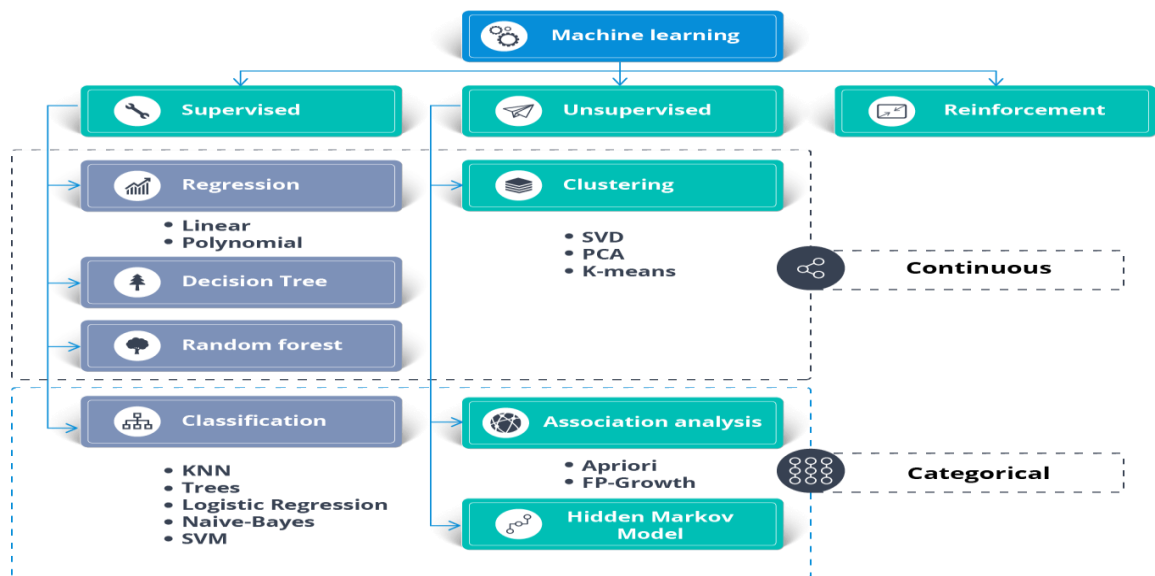 Machine learning
Supervised
Unsupervised
Reinforcement
Regression
• Linear
• Polynomial
Decision Tree
Random forest
Clustering
• SVD
• PCA
• K-means
Continuous
Classification
• KNN
• Trees
• Logistic Regression
• Naive-Bayes
• SVM
Association analysis
• Apriori
• FP-Growth
Hidden Markov
Model
Categorical